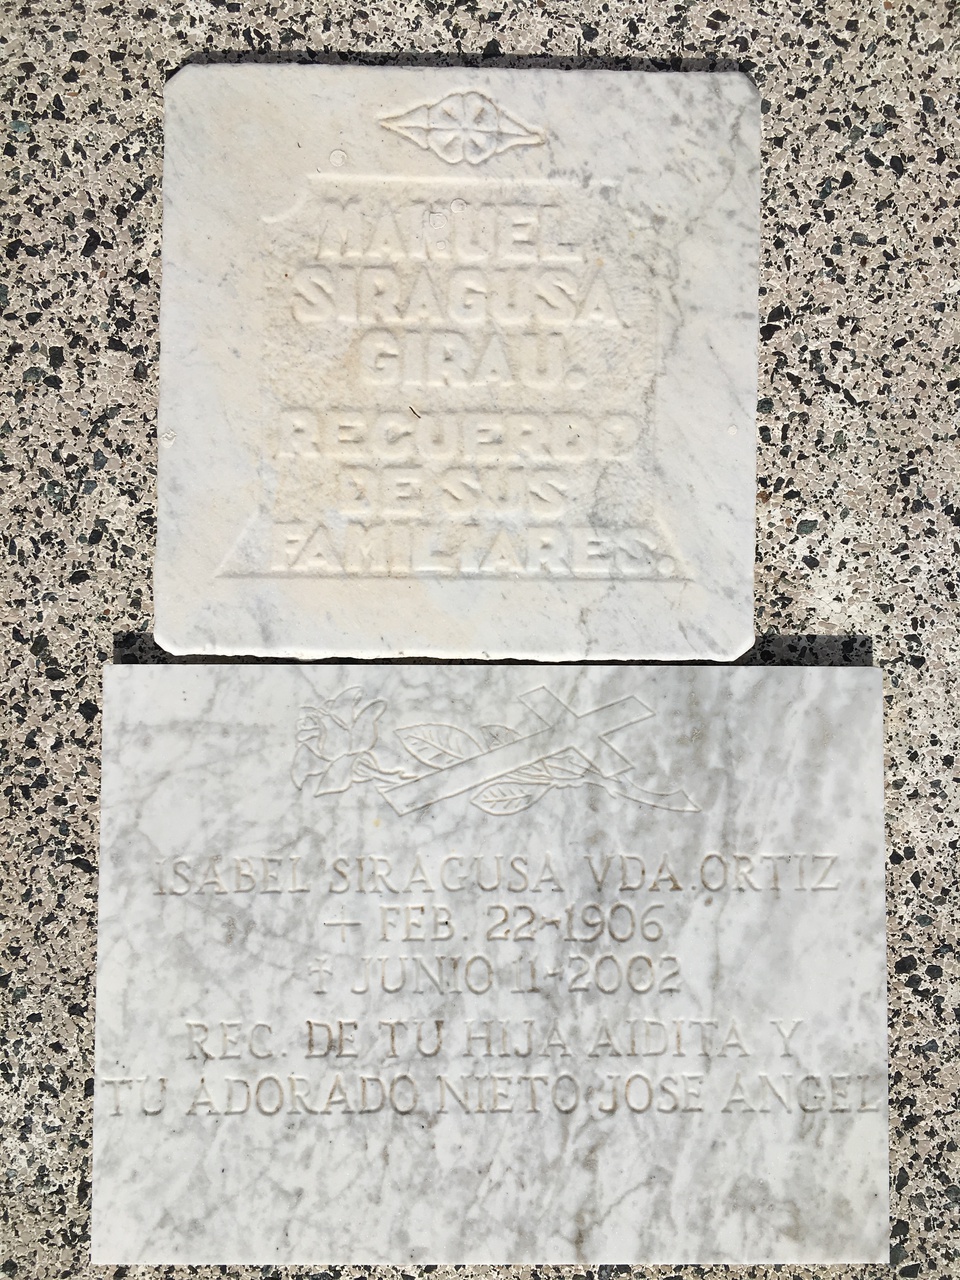 MANUEL
SIRAGUSA
GIRAU.
RECUERDO
DE SUS
FAMILIARES.
ISABEL SIRAGUSA VDA. ORTIZ
+ FEB. 22-1906
✝ JUNIO 11-2002
REC. DE TU HIJA AIDITA Y
TU ADORADO NIETO JOSE ANGEL